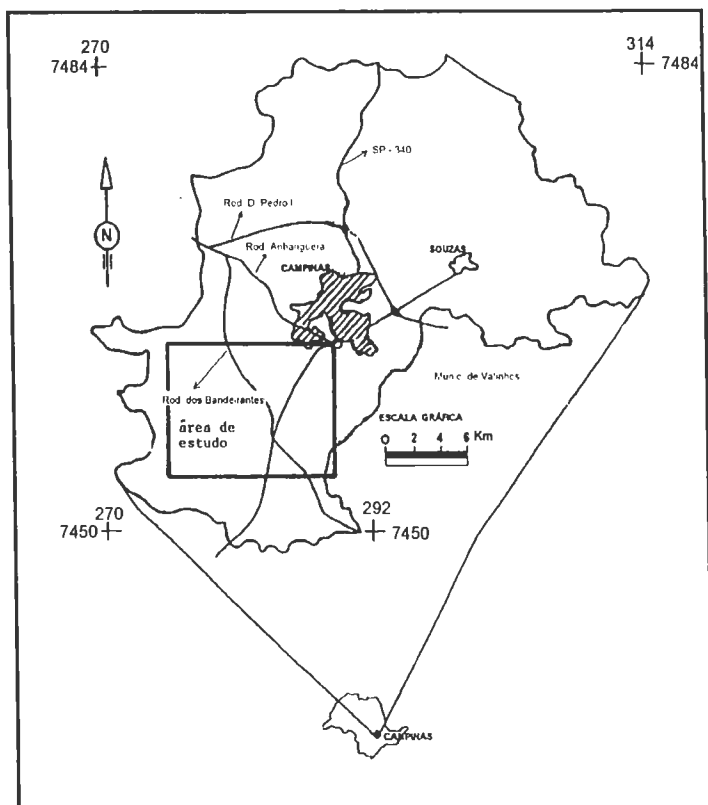 270
7484
314
7484
SP - 340
Rod D. Pedro I
Rod Anhanguera
N
CAMPINAS
SOUZAS
Munic de Valinhos
Rod dos Bandeirantes
área de
estudo
ESCALA GRÁFICA
0 2 4 6 Km
270
7450
292
7450
CAMPINAS